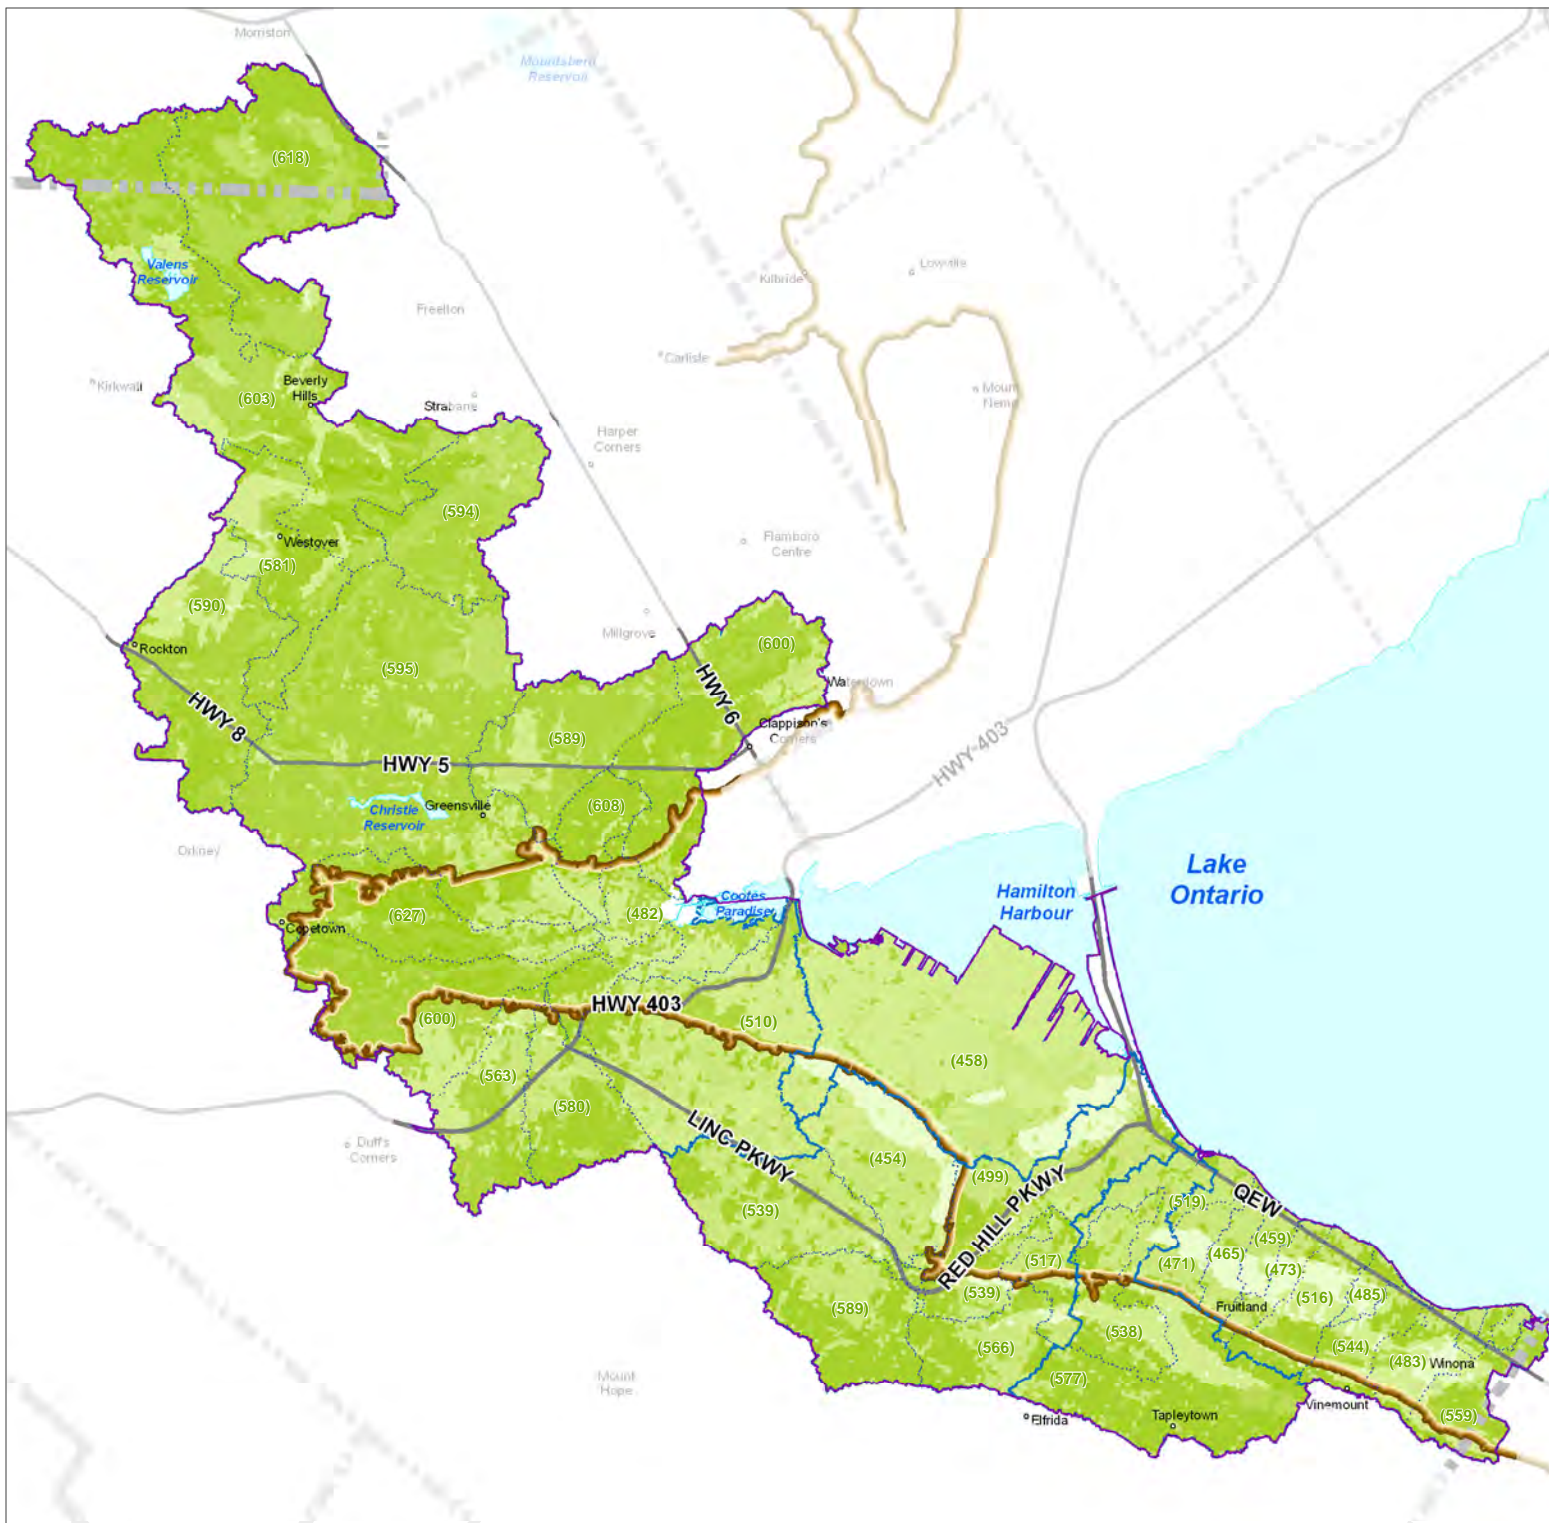 Morriston
Mountsberg
Reservoir
(618)
Valens
Reservoir
Kilbride
Lowville
Freelton
Carlisle
Kirkwall
Beverly
Hills
(603)
Mount
Nemo
Strabane
Harper
Corners
(594)
Westover
(581)
Flamboro
Centre
(590)
Rockton
Millgrove
(600)
(595)
Waterdown
HWY 8
HWY 6
Clappison's
Corners
(589)
HWY 5
HWY 403
(608)
Christie
Reservoir
Greensville
Orkney
Lake
Ontario
Hamilton
Harbour
Cootes
Paradise
(627)
(482)
Copetown
HWY 403
(600)
(510)
(458)
(563)
(580)
LINC PKWY
Duff's
Corners
(454)
(499)
RED HILL PKWY
(539)
(519)
QEW
(459)
(465)
(517)
(471)
(473)
(539)
(516)
(485)
(589)
Fruitland
(538)
(566)
(544)
(483)
Winona
(577)
Mount
Hope
Vinemount
Elfrida
Tapleytown
(559)